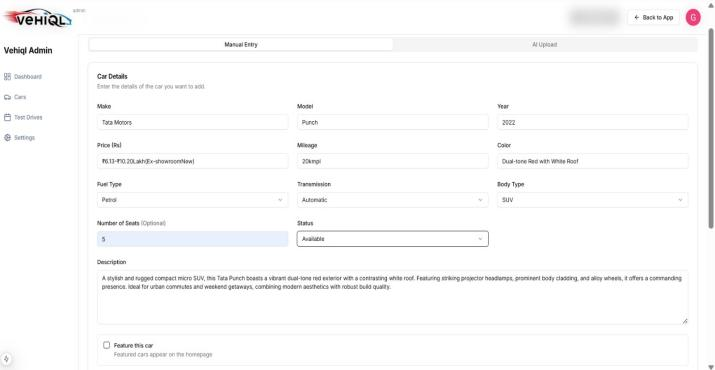 VEHIQL
admin
Back to App
G
Vehiql Admin
Dashboard
Cars
Test Drives
Settings
Manual Entry
AI Upload
Car Details
Enter the details of the car you want to add.
Make
Model
Year
Tata Motors
Punch
2022
Price (Rs)
Mileage
Color
₹6.13-₹10.20Lakh(Ex-showroomNew)
20kmpl
Dual-tone Red with White Roof
Fuel Type
Transmission
Body Type
Petrol
Automatic
SUV
Number of Seats (Optional)
Status
5
Available
Description
A stylish and rugged compact micro SUV, this Tata Punch boasts a vibrant dual-tone red exterior with a contrasting white roof. Featuring striking projector headlamps, prominent body cladding, and alloy wheels, it offers a commanding
presence. Ideal for urban commutes and weekend getaways, combining modern aesthetics with robust build quality.
Feature this car
Featured cars appear on the homepage